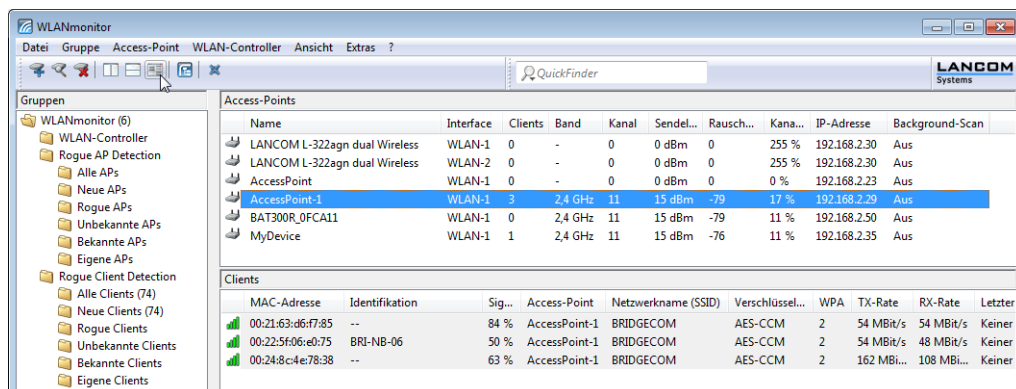 WLANmonitor
Datei Gruppe Access-Point WLAN-Controller Ansicht Extras ?
QuickFinder
LANCOM
Systems
Gruppen
WLANmonitor (6)
WLAN-Controller
Rogue AP Detection
Alle APs
Neue APs
Rogue APs
Unbekannte APs
Bekannte APs
Eigene APs
Rogue Client Detection
Alle Clients (74)
Neue Clients (74)
Rogue Clients
Unbekannte Clients
Bekannte Clients
Eigene Clients
Access-Points
Name Interface Clients Band Kanal Sendel... Rausch... Kana... IP-Adresse Background-Scan
LANCOM L-322agn dual Wireless WLAN-1 0 - 0 0 dBm 0 255 % 192.168.2.30 Aus
LANCOM L-322agn dual Wireless WLAN-2 0 - 0 0 dBm 0 255 % 192.168.2.30 Aus
AccessPoint WLAN-1 0 - 0 0 dBm 0 0 % 192.168.2.23 Aus
AccessPoint-1 WLAN-1 3 2,4 GHz 11 15 dBm -79 17 % 192.168.2.29 Aus
BAT300R_0FCA11 WLAN-1 0 2,4 GHz 11 15 dBm -79 11 % 192.168.2.50 Aus
MyDevice WLAN-1 1 2,4 GHz 11 15 dBm -76 11 % 192.168.2.35 Aus
Clients
MAC-Adresse Identifikation Sig... Access-Point Netzwerkname (SSID) Verschlüssel... WPA TX-Rate RX-Rate Letzter
00:21:63:d6:f7:85 -- 84 % AccessPoint-1 BRIDGECOM AES-CCM 2 54 MBit/s 54 MBit/s Keiner
00:22:5f:06:e0:75 BRI-NB-06 50 % AccessPoint-1 BRIDGECOM AES-CCM 2 54 MBit/s 48 MBit/s Keiner
00:24:8c:4e:78:38 -- 63 % AccessPoint-1 BRIDGECOM AES-CCM 2 162 MBi... 108 MBi... Keiner